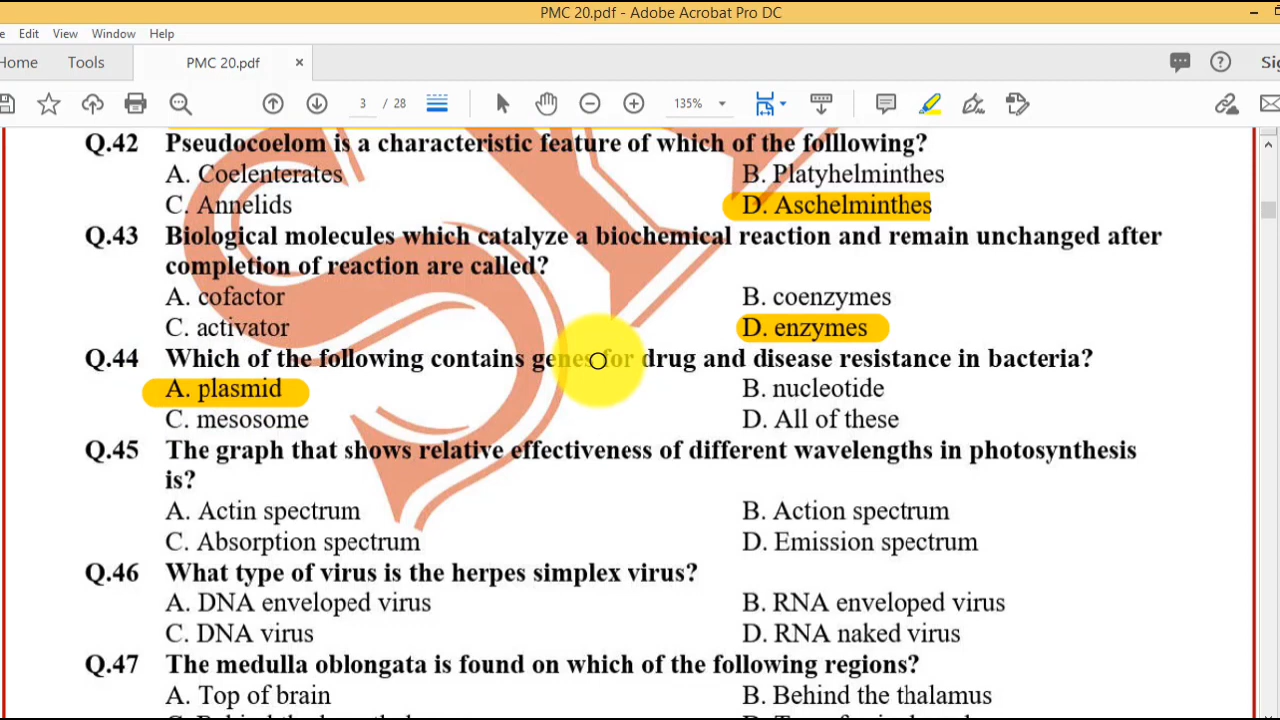 PMC 20.pdf - Adobe Acrobat Pro DC
e Edit View Window Help
Home Tools PMC 20.pdf ×
3 / 28 135%
Q.42 Pseudocoelom is a characteristic feature of which of the folllowing?
A. Coelenterates B. Platyhelminthes
C. Annelids D. Aschelminthes
Q.43 Biological molecules which catalyze a biochemical reaction and remain unchanged after
completion of reaction are called?
A. cofactor B. coenzymes
C. activator D. enzymes
Q.44 Which of the following contains genes for drug and disease resistance in bacteria?
A. plasmid B. nucleotide
C. mesosome D. All of these
Q.45 The graph that shows relative effectiveness of different wavelengths in photosynthesis
is?
A. Actin spectrum B. Action spectrum
C. Absorption spectrum D. Emission spectrum
Q.46 What type of virus is the herpes simplex virus?
A. DNA enveloped virus B. RNA enveloped virus
C. DNA virus D. RNA naked virus
Q.47 The medulla oblongata is found on which of the following regions?
A. Top of brain B. Behind the thalamus